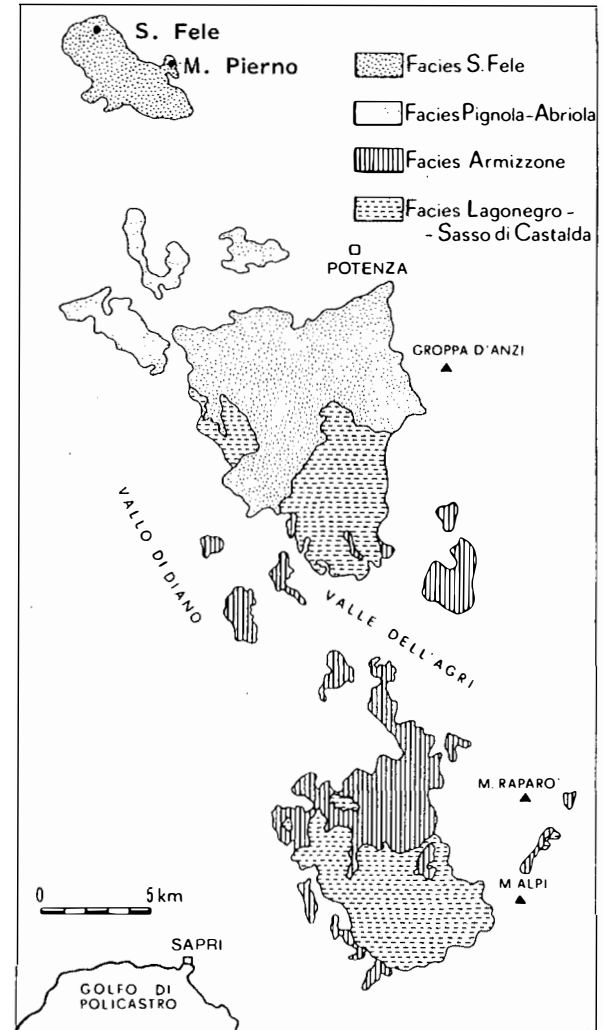 S. Fele
M. Pierno
Facies S. Fele
Facies Pignola-Abriola
Facies Armizzone
Facies Lagonegro -
- Sasso di Castalda
POTENZA
GROPPA D'ANZI
VALLO DI DIANO
VALLE DELL'AGRI
M. RAPARO
M. ALPI
0 5 km
SAPRI
GOLFO DI
POLICASTRO